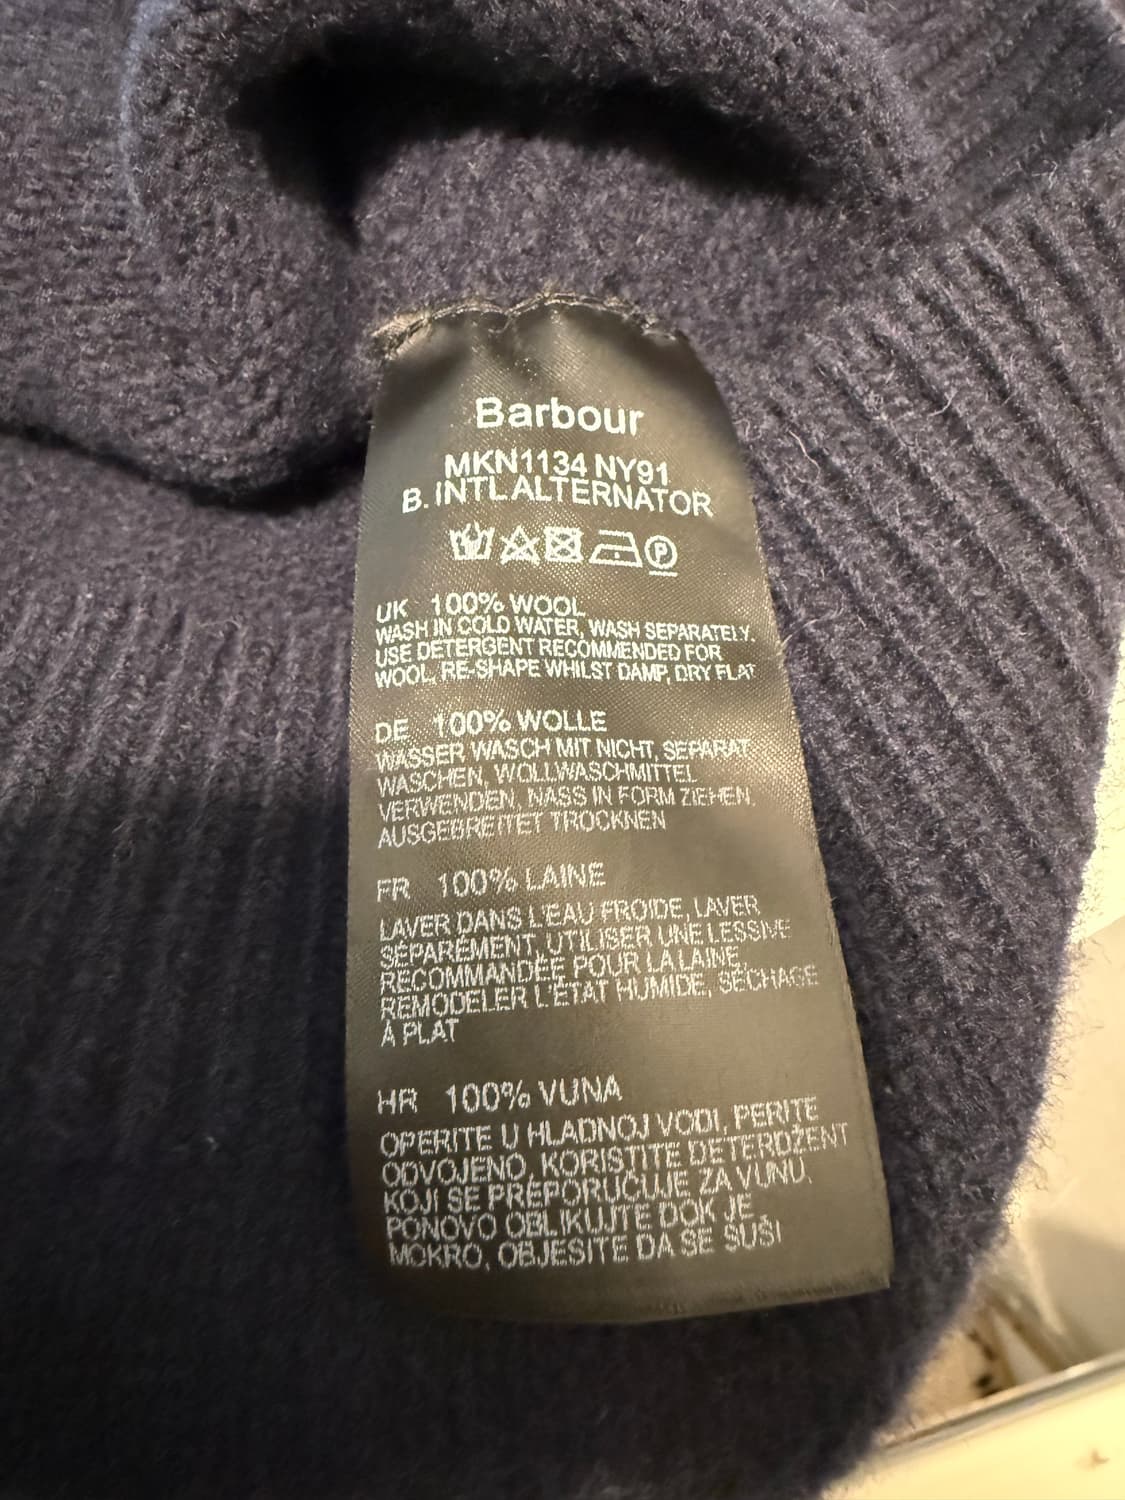 Barbour
MKN1134 NY91
B. INTL ALTERNATOR
P
UK 100% WOOL
WASH IN COLD WATER, WASH SEPARATELY.
USE DETERGENT RECOMMENDED FOR
WOOL, RE-SHAPE WHILST DAMP, DRY FLAT
DE 100% WOLLE
WASSER WASCH MIT NICHT, SEPARAT
WASCHEN, WOLLWASCHMITTEL
VERWENDEN, NASS IN FORM ZIEHEN,
AUSGEBREITET TROCKNEN
FR 100% LAINE
LAVER DANS L'EAU FROIDE, LAVER
SÉPARÉMENT, UTILISER UNE LESSIVE
RECOMMANDÉE POUR LA LAINE,
REMODELER L'ÉTAT HUMIDE, SÉCHAGE
À PLAT
HR 100% VUNA
OPERITE U HLADNOJ VODI, PERITE
ODVOJENO, KORISTITE DETERDŽENT
KOJI SE PREPORUČUJE ZA VUNU,
PONOVO OBLIKUJTE DOK JE
MOKRO, OBJESITE DA SE SUŠI